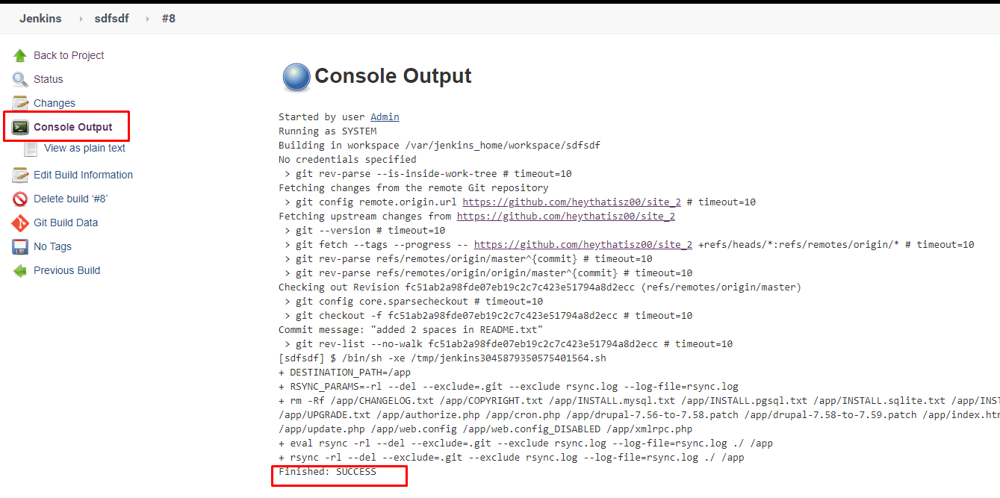 Jenkins sdfsdf #8
Back to Project
Status
Changes
Console Output
View as plain text
Edit Build Information
Delete build ‘#8’
Git Build Data
No Tags
Previous Build
Console Output
Started by user Admin
Running as SYSTEM
Building in workspace /var/jenkins_home/workspace/sdfsdf
No credentials specified
> git rev-parse --is-inside-work-tree # timeout=10
Fetching changes from the remote Git repository
> git config remote.origin.url https://github.com/heythatisz00/site_2 # timeout=10
Fetching upstream changes from https://github.com/heythatisz00/site_2
> git --version # timeout=10
> git fetch --tags --progress -- https://github.com/heythatisz00/site_2 +refs/heads/*:refs/remotes/origin/* # timeout=10
> git rev-parse refs/remotes/origin/master^{commit} # timeout=10
> git rev-parse refs/remotes/origin/origin/master^{commit} # timeout=10
Checking out Revision fc51ab2a98fde07eb19c2c7c423e51794a8d2ecc (refs/remotes/origin/master)
> git config core.sparsecheckout # timeout=10
> git checkout -f fc51ab2a98fde07eb19c2c7c423e51794a8d2ecc # timeout=10
Commit message: "added 2 spaces in README.txt"
> git rev-list --no-walk fc51ab2a98fde07eb19c2c7c423e51794a8d2ecc # timeout=10
[sdfsdf] $ /bin/sh -xe /tmp/jenkins3045879350575401564.sh
+ DESTINATION_PATH=/app
+ RSYNC_PARAMS=-rl --del --exclude=.git --exclude rsync.log --log-file=rsync.log
+ rm -Rf /app/CHANGELOG.txt /app/COPYRIGHT.txt /app/INSTALL.mysql.txt /app/INSTALL.pgsql.txt /app/INSTALL.sqlite.txt /app/INST
/app/UPGRADE.txt /app/authorize.php /app/cron.php /app/drupal-7.56-to-7.58.patch /app/drupal-7.58-to-7.59.patch /app/index.htm
/app/update.php /app/web.config /app/web.config_DISABLED /app/xmlrpc.php
+ eval rsync -rl --del --exclude=.git --exclude rsync.log --log-file=rsync.log ./ /app
+ rsync -rl --del --exclude=.git --exclude rsync.log --log-file=rsync.log ./ /app
Finished: SUCCESS